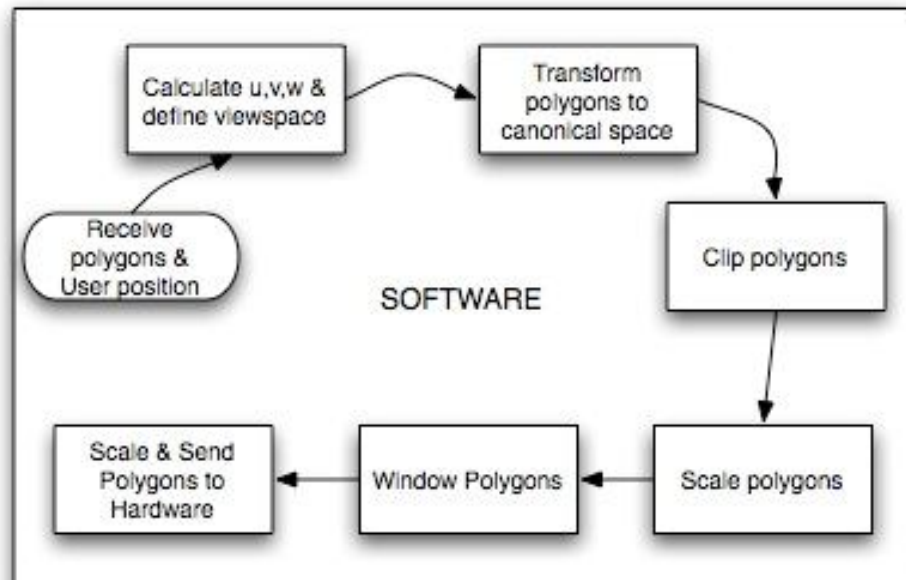 Calculate u,v,w &
define viewspace
Transform
polygons to
canonical space
Receive
polygons &
User position
Clip polygons
SOFTWARE
Scale & Send
Polygons to
Hardware
Window Polygons
Scale polygons